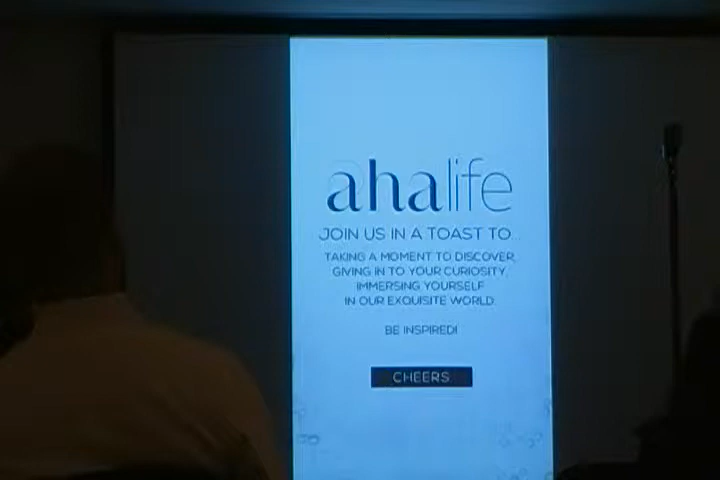 ahalife
JOIN US IN A TOAST TO...
TAKING A MOMENT TO DISCOVER,
GIVING IN TO YOUR CURIOSITY,
IMMERSING YOURSELF
IN OUR EXQUISITE WORLD.
BE INSPIRED!
CHEERS